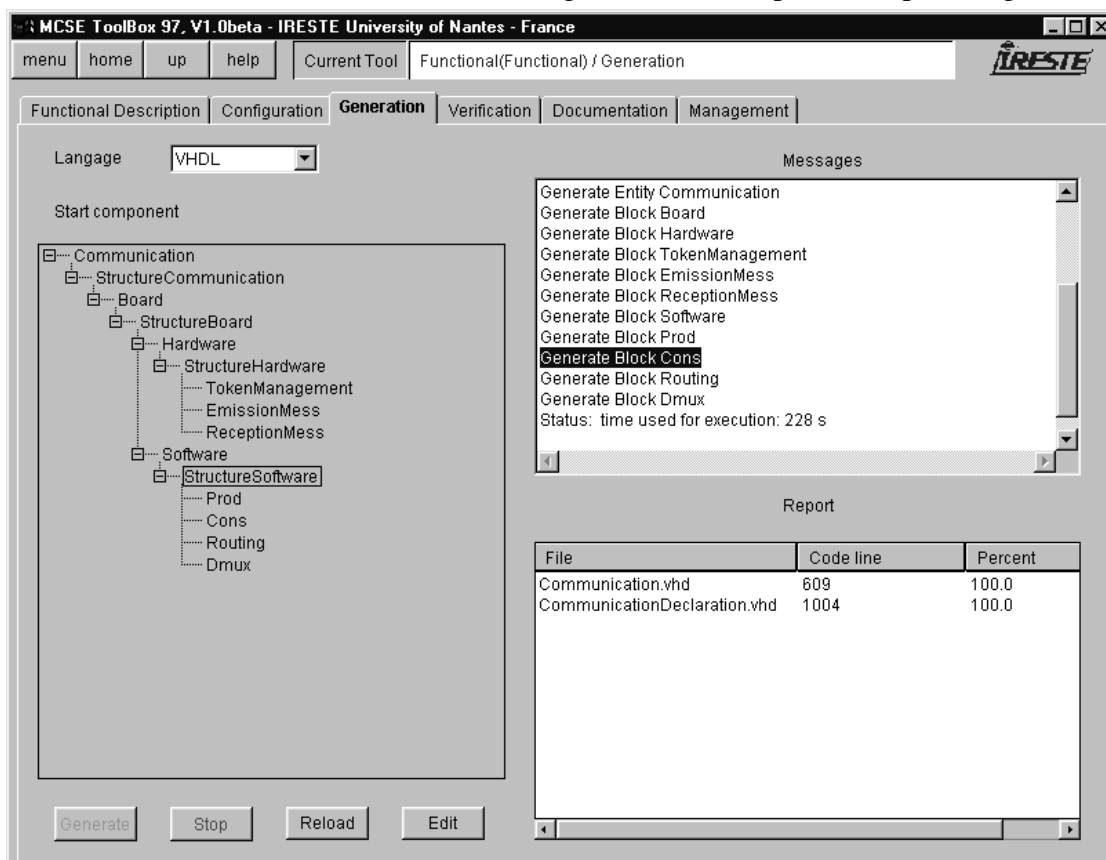 MCSE ToolBox 97, V1.0beta - IRESTE University of Nantes - France
menu home up help Current Tool Functional(Functional) / Generation
IRESTE
Functional Description Configuration Generation Verification Documentation Management
Langage VHDL
Start component
Communication
StructureCommunication
Board
StructureBoard
Hardware
StructureHardware
TokenManagement
EmissionMess
ReceptionMess
Software
StructureSoftware
Prod
Cons
Routing
Dmux
Generate Stop Reload Edit
Messages
Generate Entity Communication
Generate Block Board
Generate Block Hardware
Generate Block TokenManagement
Generate Block EmissionMess
Generate Block ReceptionMess
Generate Block Software
Generate Block Prod
Generate Block Cons
Generate Block Routing
Generate Block Dmux
Status: time used for execution: 228 s
Report
File Code line Percent
Communication.vhd 609 100.0
CommunicationDeclaration.vhd 1004 100.0